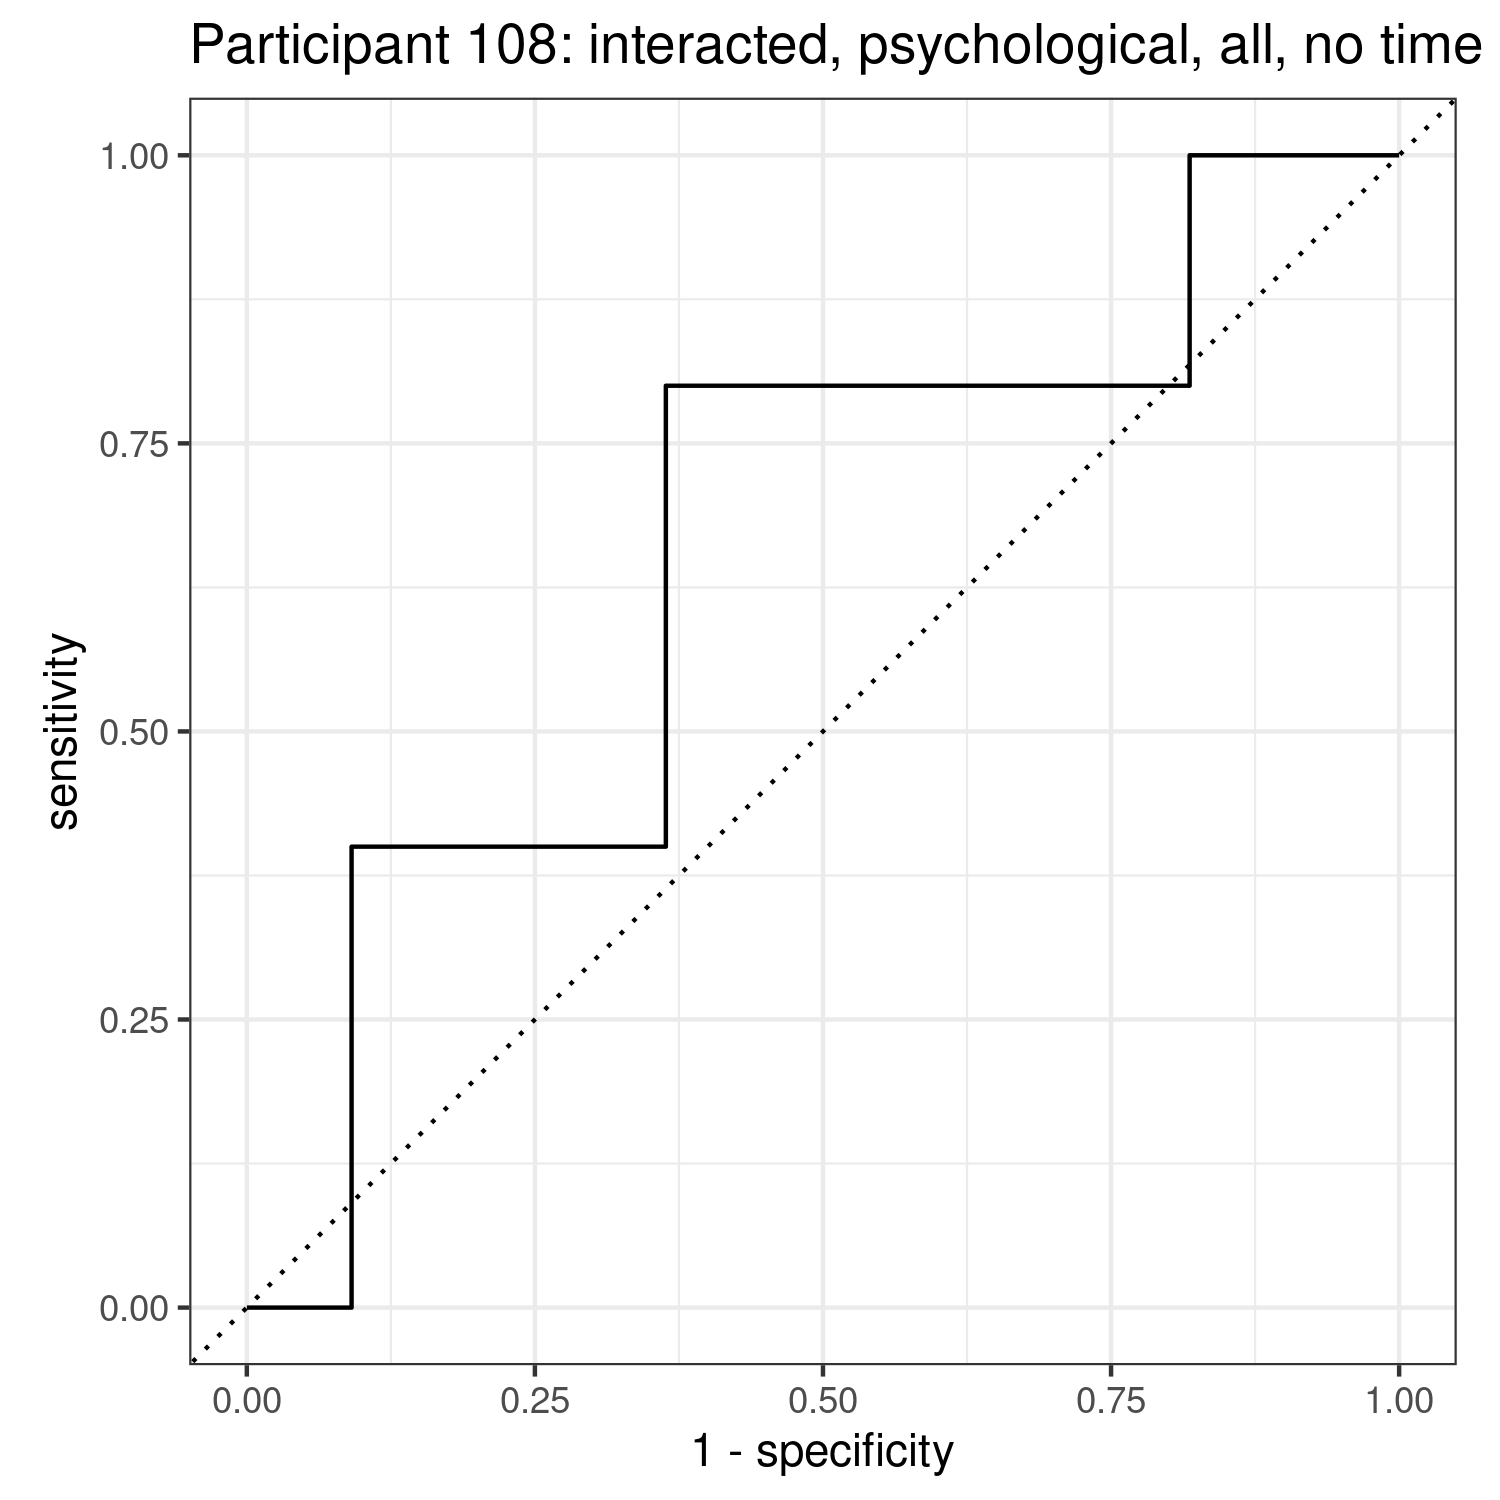 Participant 108: interacted, psychological, all, no time
1.00
0.75
0.50
0.25
0.00
sensitivity
0.00 0.25 0.50 0.75 1.00
1 - specificity